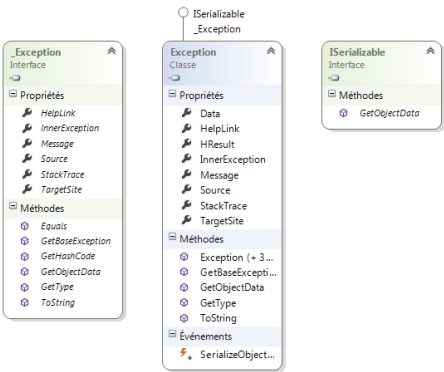 ISerializable
_Exception
_Exception
Interface
Propriétés
HelpLink
InnerException
Message
Source
StackTrace
TargetSite
Méthodes
Equals
GetBaseException
GetHashCode
GetObjectData
GetType
ToString
Exception
Classe
Propriétés
Data
HelpLink
HResult
InnerException
Message
Source
StackTrace
TargetSite
Méthodes
Exception (+ 3...
GetBaseExcepti...
GetObjectData
GetType
ToString
Événements
SerializeObject...
ISerializable
Interface
Méthodes
GetObjectData